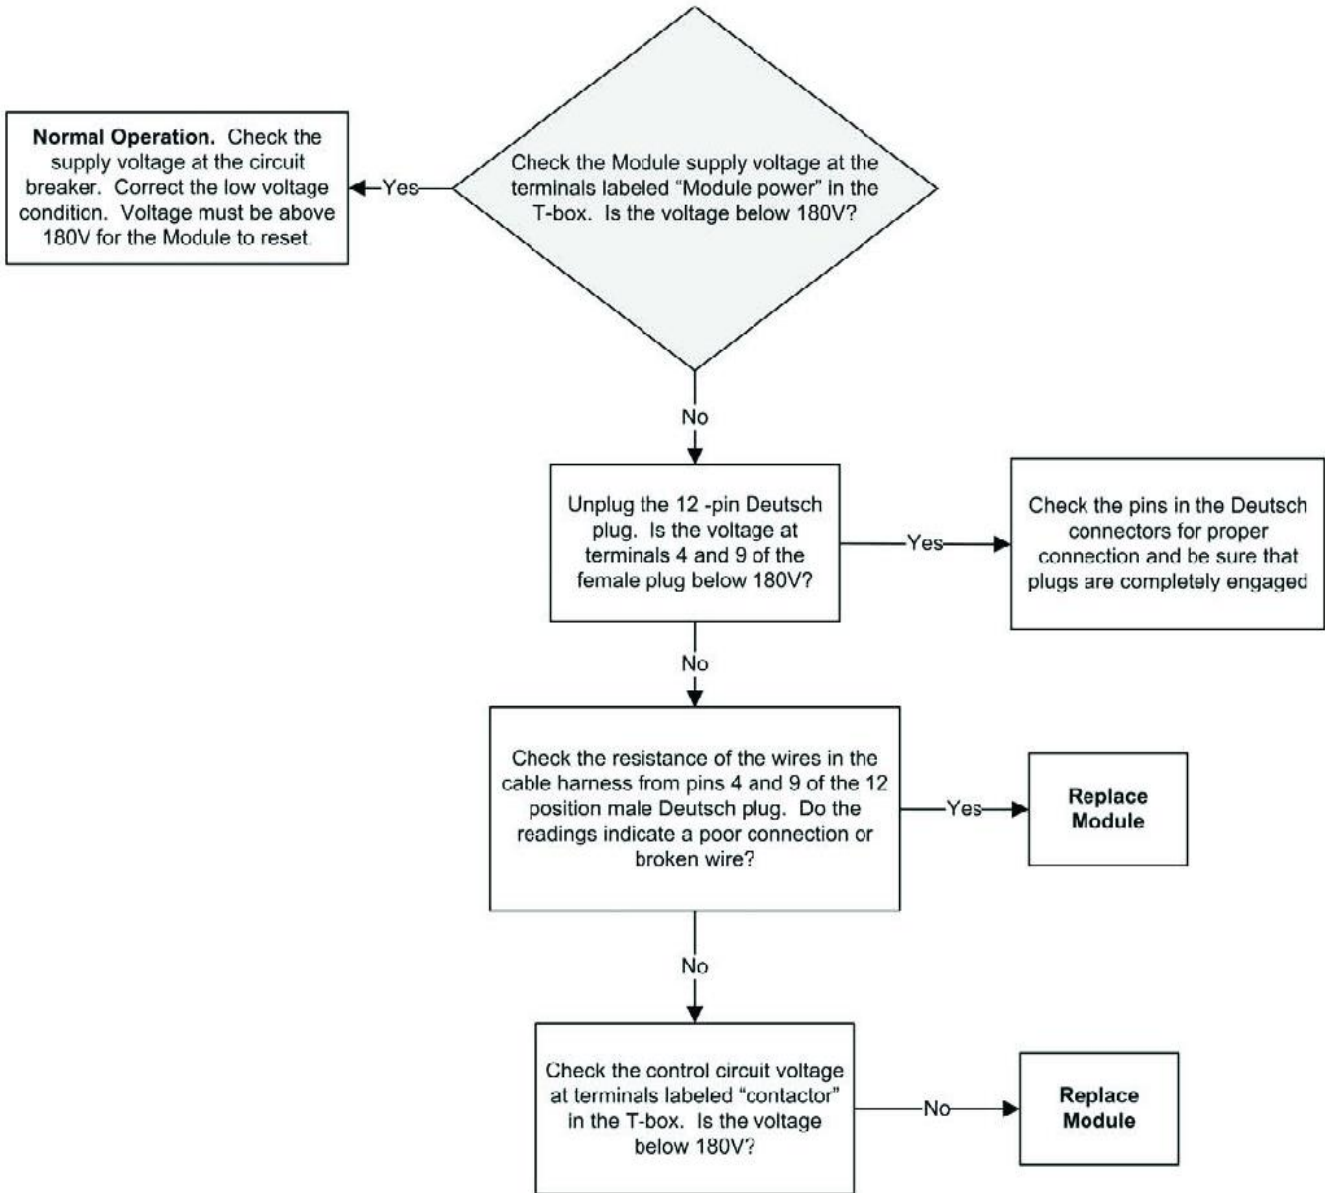 Normal Operation. Check the
supply voltage at the circuit
breaker. Correct the low voltage
condition. Voltage must be above
180V for the Module to reset
Yes
Check the Module supply voltage at the
terminals labeled “Module power” in the
T-box. Is the voltage below 180V?
No
Unplug the 12 -pin Deutsch
plug. Is the voltage at
terminals 4 and 9 of the
female plug below 180V?
Yes
Check the pins in the Deutsch
connectors for proper
connection and be sure that
plugs are completely engaged
No
Check the resistance of the wires in the
cable harness from pins 4 and 9 of the 12
position male Deutsch plug. Do the
readings indicate a poor connection or
broken wire?
Yes
Replace
Module
No
Check the control circuit voltage
at terminals labeled “contactor”
in the T-box. Is the voltage
below 180V?
No
Replace
Module